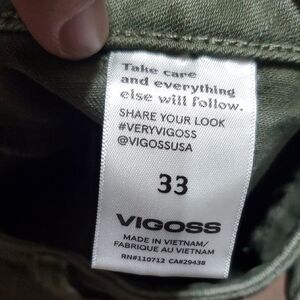 Take care
and everything
else will follow.
SHARE YOUR LOOK
#VERYVIGOSS
@VIGOSSUSA
33
VIGOSS
MADE IN VIETNAM/
FABRIQUE AU VIETNAM
RN#110712 CA#29438